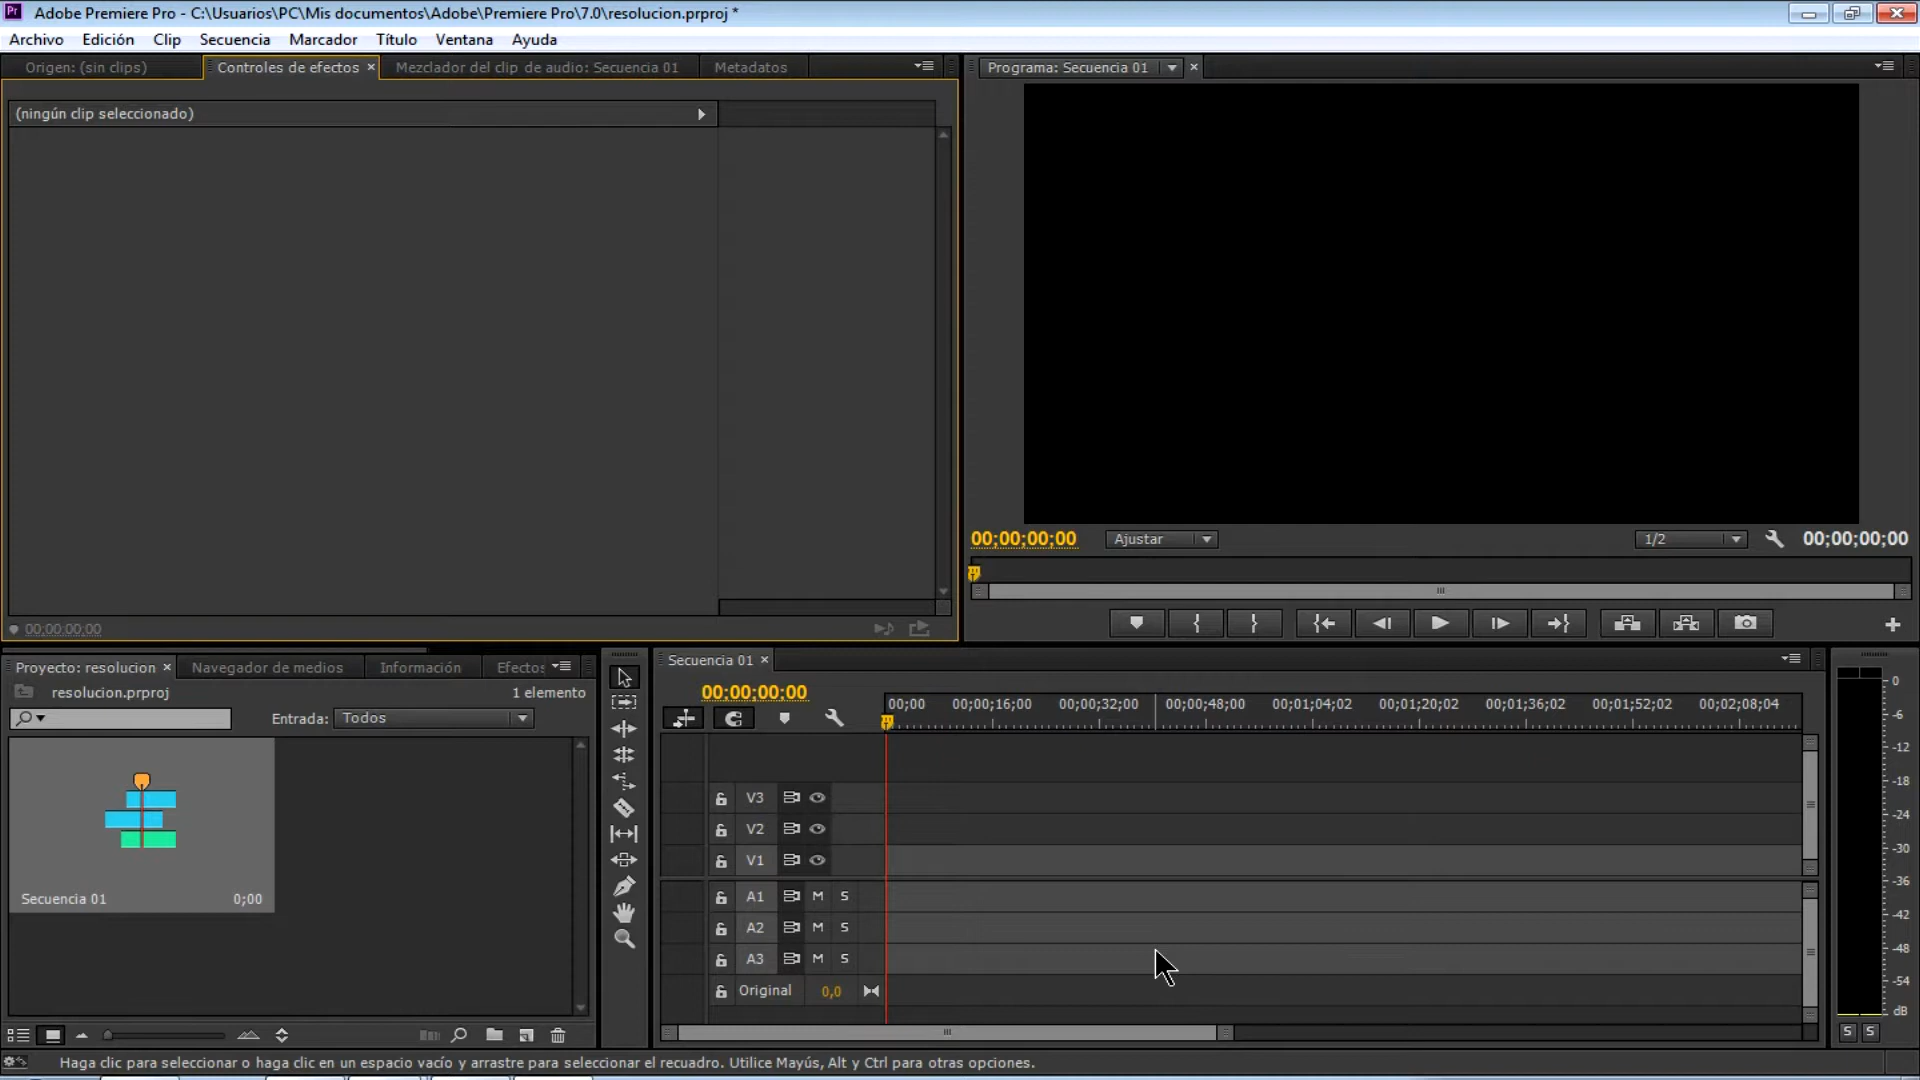 Adobe Premiere Pro - C:\Usuarios\PC\Mis documentos\Adobe\Premiere Pro\7.0\resolucion.prproj *
Archivo Edición Clip Secuencia Marcador Título Ventana Ayuda
Origen: (sin clips) Controles de efectos × Mezclador del clip de audio: Secuencia 01 Metadatos
Programa: Secuencia 01 ×
(ningún clip seleccionado)
00;00;00;00 Ajustar 1/2 00;00;00;00
00;00;00;00
Proyecto: resolucion × Navegador de medios Información Efectos
resolucion.prproj 1 elemento
Entrada: Todos
Secuencia 01 0;00
Secuencia 01 ×
00;00;00;00
00;00 00;00;16;00 00;00;32;00 00;00;48;00 00;01;04;02 00;01;20;02 00;01;36;02 00;01;52;02 00;02;08;04
V3
V2
V1
A1 M S
A2 M S
A3 M S
Original 0,0
0
-6
-12
-18
-24
-30
-36
-42
-48
-54
dB
S S
Haga clic para seleccionar o haga clic en un espacio vacío y arrastre para seleccionar el recuadro. Utilice Mayús, Alt y Ctrl para otras opciones.